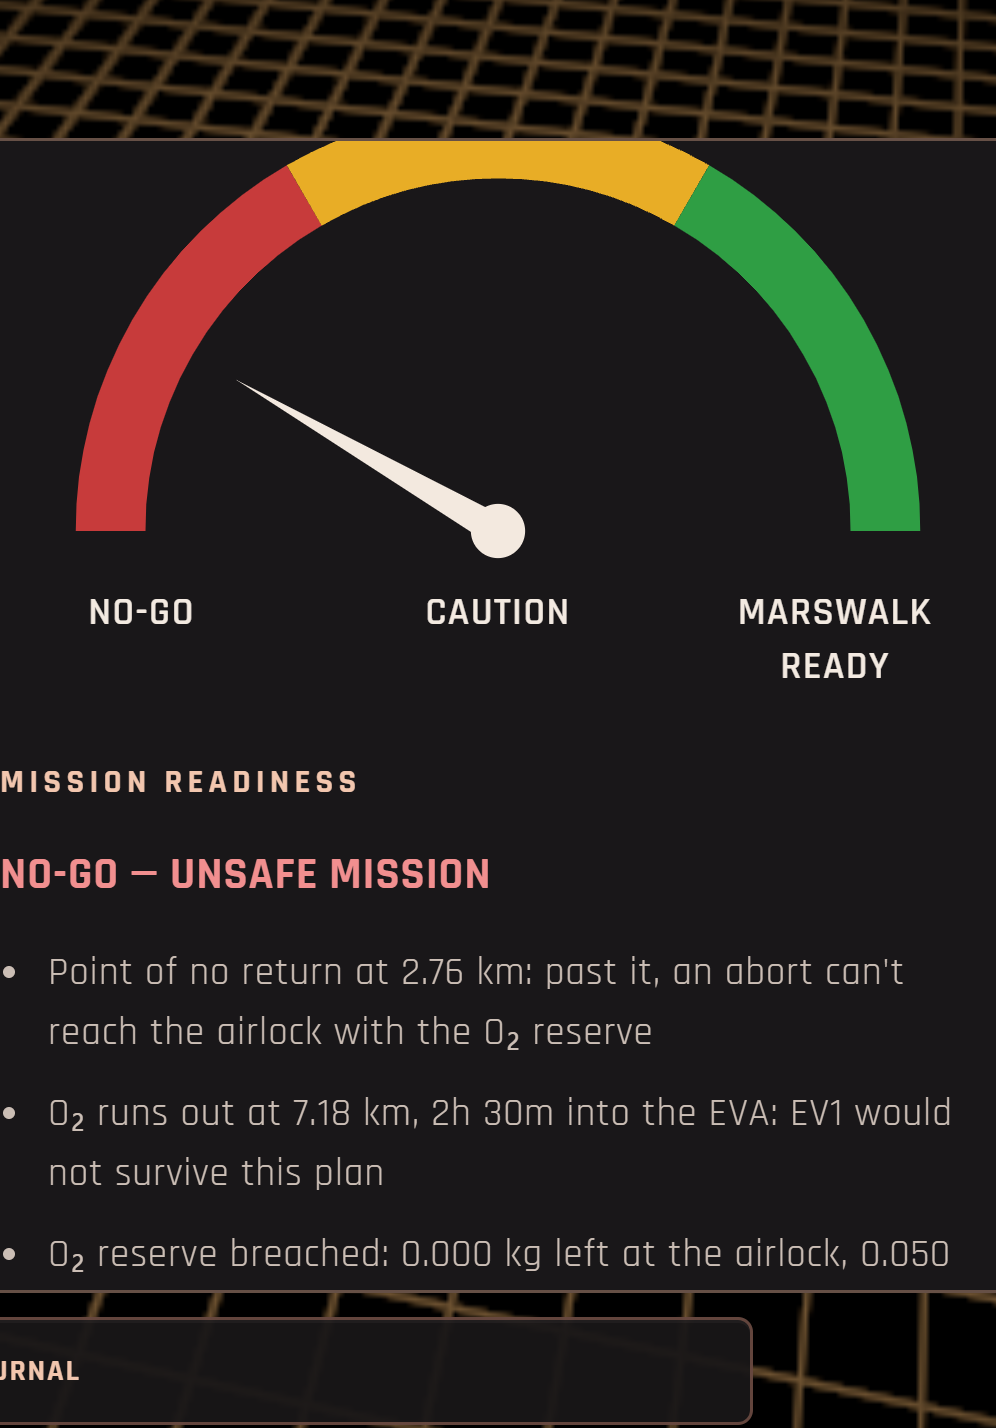 NO-GO
CAUTION
MARSWALK
READY
MISSION READINESS
NO-GO — UNSAFE MISSION
• Point of no return at 2.76 km: past it, an abort can't
reach the airlock with the O₂ reserve
• O₂ runs out at 7.18 km, 2h 30m into the EVA: EV1 would
not survive this plan
• O₂ reserve breached: 0.000 kg left at the airlock, 0.050